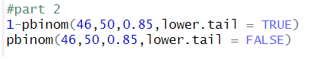 #part 2
1-pbinom(46,50,0.85,lower.tail = TRUE)
pbinom(46,50,0.85,lower.tail = FALSE)